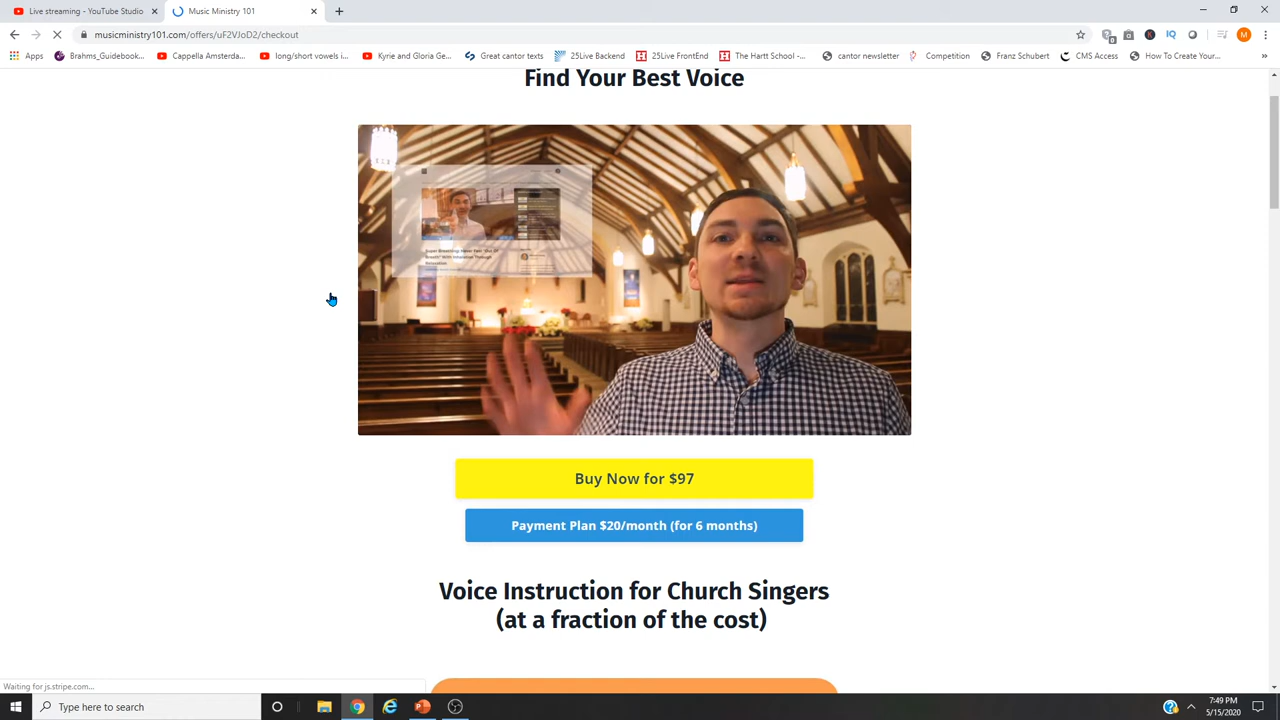 Live streaming - YouTube Studio
Music Ministry 101
musicministry101.com/offers/uF2VJoD2/checkout
Apps
Brahms_Guidebook...
Cappella Amsterda...
long/short vowels i...
Kyrie and Gloria Ge...
Great cantor texts
25Live Backend
25Live FrontEnd
The Hartt School -...
cantor newsletter
Competition
Franz Schubert
CMS Access
How To Create Your...
Find Your Best Voice
Buy Now for $97
Payment Plan $20/month (for 6 months)
Voice Instruction for Church Singers
(at a fraction of the cost)
Waiting for js.stripe.com...
Type here to search
7:49 PM
5/15/2020